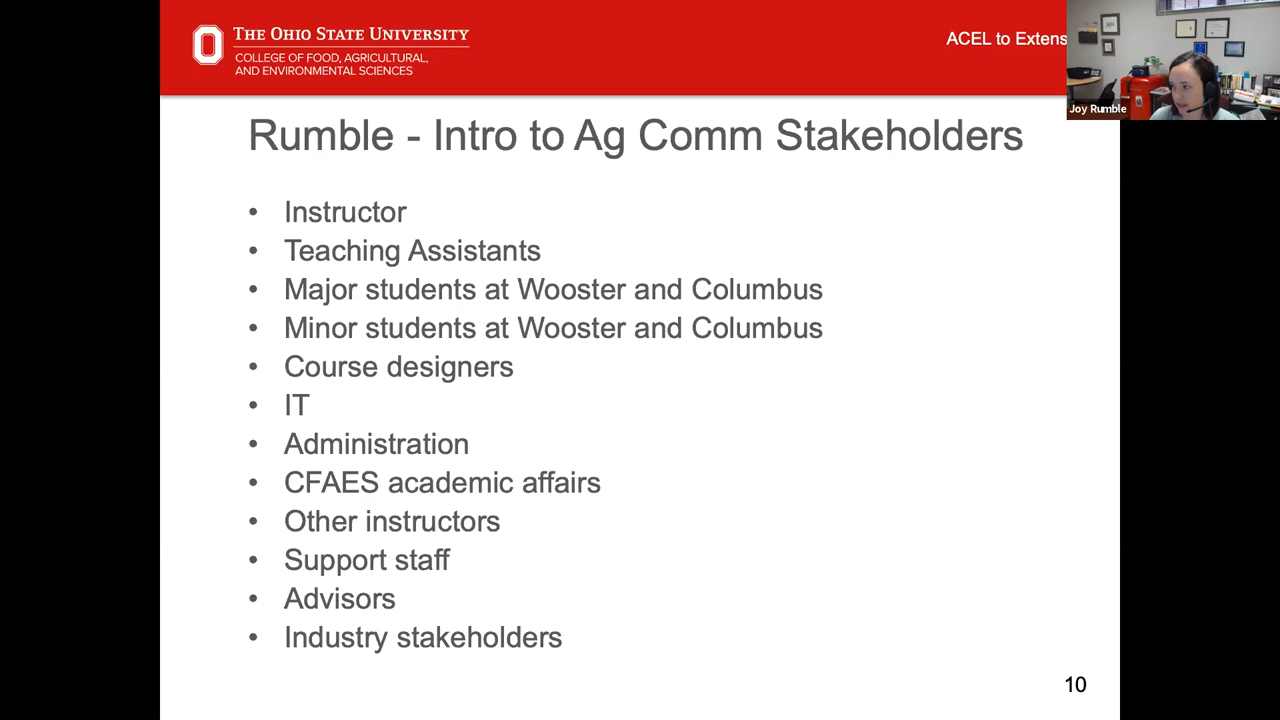 THE OHIO STATE UNIVERSITY
COLLEGE OF FOOD, AGRICULTURAL,
AND ENVIRONMENTAL SCIENCES
ACEL to Extens
Joy Rumble
Rumble - Intro to Ag Comm Stakeholders
• Instructor
• Teaching Assistants
• Major students at Wooster and Columbus
• Minor students at Wooster and Columbus
• Course designers
• IT
• Administration
• CFAES academic affairs
• Other instructors
• Support staff
• Advisors
• Industry stakeholders
10